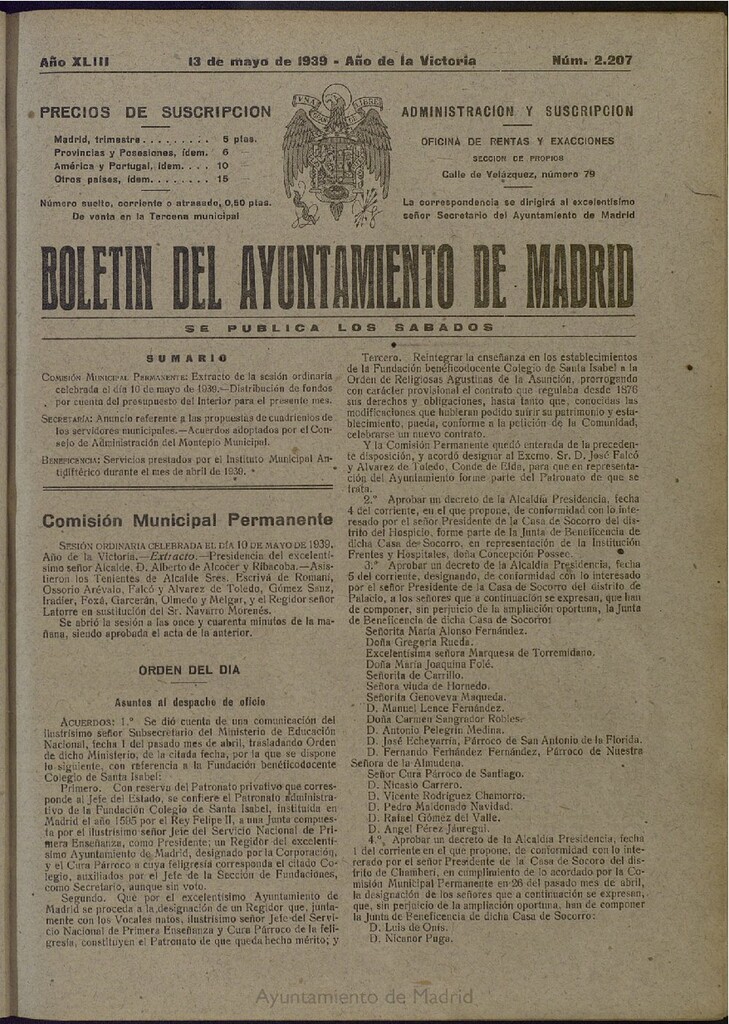 Año XLIII
13 de mayo de 1939 - Año de la Victoria
Núm. 2.207
PRECIOS DE SUSCRIPCION
Madrid, trimestre . . . . . . . . . 5 ptas.
Provincias y Posesiones, ídem. 6 —
América y Portugal, ídem. . . . 10 —
Otros países, ídem. . . . . . . . 15 —
Número suelto, corriente o atrasado, 0,50 ptas.
De venta en la Tercena municipal
ADMINISTRACION Y SUSCRIPCION
OFICINA DE RENTAS Y EXACCIONES
SECCION DE PROPIOS
Calle de Velázquez, número 79
La correspondencia se dirigirá al excelentísimo
señor Secretario del Ayuntamiento de Madrid
BOLETIN DEL AYUNTAMIENTO DE MADRID
SE PUBLICA LOS SABADOS
SUMARIO
COMISIÓN MUNICIPAL PERMANENTE: Extracto de la sesión ordinaria
celebrada el día 10 de mayo de 1939.—Distribución de fondos
por cuenta del presupuesto del Interior para el presente mes.
SECRETARÍA: Anuncio referente a las propuestas de cuadrienios de
los servidores municipales.—Acuerdos adoptados por el Con-
sejo de Administración del Montepío Municipal.
BENEFICENCIA: Servicios prestados por el Instituto Municipal An-
tidiftérico durante el mes de abril de 1939.
Comisión Municipal Permanente
SESIÓN ORDINARIA CELEBRADA EL DÍA 10 DE MAYO DE 1939.
Año de la Victoria.—Extracto.—Presidencia del excelentí-
simo señor Alcalde, D. Alberto de Alcocer y Ribacoba.—Asis-
tieron los Tenientes de Alcalde Sres. Escrivá de Romaní,
Ossorio Arévalo, Falcó y Alvarez de Toledo, Gómez Sanz,
Iradier, Foxá, Garcerán, Olmedo y Melgar, y el Regidor señor
Latorre en sustitución del Sr. Navarro Morenés.
Se abrió la sesión a las once y cuarenta minutos de la ma-
ñana, siendo aprobada el acta de la anterior.
ORDEN DEL DIA
Asuntos al despacho de oficio
ACUERDOS: 1.º Se dió cuenta de una comunicación del
ilustrísimo señor Subsecretario del Ministerio de Educación
Nacional, fecha 1 del pasado mes de abril, trasladando Orden
de dicho Ministerio, de la citada fecha, por la que se dispone
lo siguiente, con referencia a la Fundación benéficodocente
Colegio de Santa Isabel:
Primero. Con reserva del Patronato privativo que corres-
ponde al Jefe del Estado, se confiere el Patronato administra-
tivo de la Fundación Colegio de Santa Isabel, instituída en
Madrid el año 1595 por el Rey Felipe II, a una Junta compues-
ta por el ilustrísimo señor Jefe del Servicio Nacional de Pri-
mera Enseñanza, como Presidente; un Regidor del excelentí-
simo Ayuntamiento de Madrid, designado por la Corporación,
y el Cura Párroco a cuya feligresía corresponda el citado Co-
legio, auxiliados por el Jefe de la Sección de Fundaciones,
como Secretario, aunque sin voto.
Segundo. Que por el excelentísimo Ayuntamiento de
Madrid se proceda a la designación de un Regidor que, junta-
mente con los Vocales natos, ilustrísimo señor Jefe del Servi-
cio Nacional de Primera Enseñanza y Cura Párroco de la feli-
gresía, constituyen el Patronato de que queda hecho mérito; y
Tercero. Reintegrar la enseñanza en los establecimientos
de la Fundación benéficodocente Colegio de Santa Isabel a la
Orden de Religiosas Agustinas de la Asunción, prorrogando
con carácter provisional el contrato que regulaba desde 1876
sus derechos y obligaciones, hasta tanto que, conocidas las
modificaciones que hubieran podido sufrir su patrimonio y esta-
blecimiento, pueda, conforme a la petición de la Comunidad,
celebrarse un nuevo contrato.
Y la Comisión Permanente quedó enterada de la preceden-
te disposición, y acordó designar al Excmo. Sr. D. José Falcó
y Alvarez de Toledo, Conde de Elda, para que en representa-
ción del Ayuntamiento forme parte del Patronato de que se
trata.
2.º Aprobar un decreto de la Alcaldía Presidencia, fecha
4 del corriente, en el que propone, de conformidad con lo inte-
resado por el señor Presidente de la Casa de Socorro del dis-
trito del Hospicio, forme parte de la Junta de Beneficencia de
dicha Casa de Socorro, en representación de la Institución
Frentes y Hospitales, doña Concepción Possec.
3.º Aprobar un decreto de la Alcaldía Presidencia, fecha
5 del corriente, designando, de conformidad con lo interesado
por el señor Presidente de la Casa de Socorro del distrito de
Palacio, a los señores que a continuación se expresan, que han
de componer, sin perjuicio de la ampliación oportuna, la Junta
de Beneficencia de dicha Casa de Socorro:
Señorita María Alonso Fernández.
Doña Gregoria Rueda.
Excelentísima señora Marquesa de Torremidano.
Doña María Joaquina Folé.
Señorita de Carrillo.
Señora viuda de Hornedo.
Señorita Genoveva Maqueda.
D. Manuel Lence Fernández.
Doña Carmen Sangrador Robles.
D. Antonio Pelegrín Medina.
D. José Echeyarría, Párroco de San Antonio de la Florida.
D. Fernando Fernández Fernández, Párroco de Nuestra
Señora de la Almudena.
Señor Cura Párroco de Santiago.
D. Nicasio Carrero.
D. Vicente Rodríguez Chamorro.
D. Pedro Maldonado Navidad.
D. Rafael Gómez del Valle.
D. Angel Pérez Jáuregui.
4.º Aprobar un decreto de la Alcaldía Presidencia, fecha
1 del corriente en el que propone, de conformidad con lo inte-
rerado por el señor Presidente de la Casa de Socoro del dis-
trito de Chamberí, en cumplimiento de lo acordado por la Co-
misión Municipal Permanente en 26 del pasado mes de abril,
la designación de los señores que a continuación se expresan,
que, sin perjuicio de la ampliación oportuna, han de componer
la Junta de Beneficencia de dicha Casa de Socorro:
D. Luis de Onís.
D. Nicanor Puga.
Ayuntamiento de Madrid